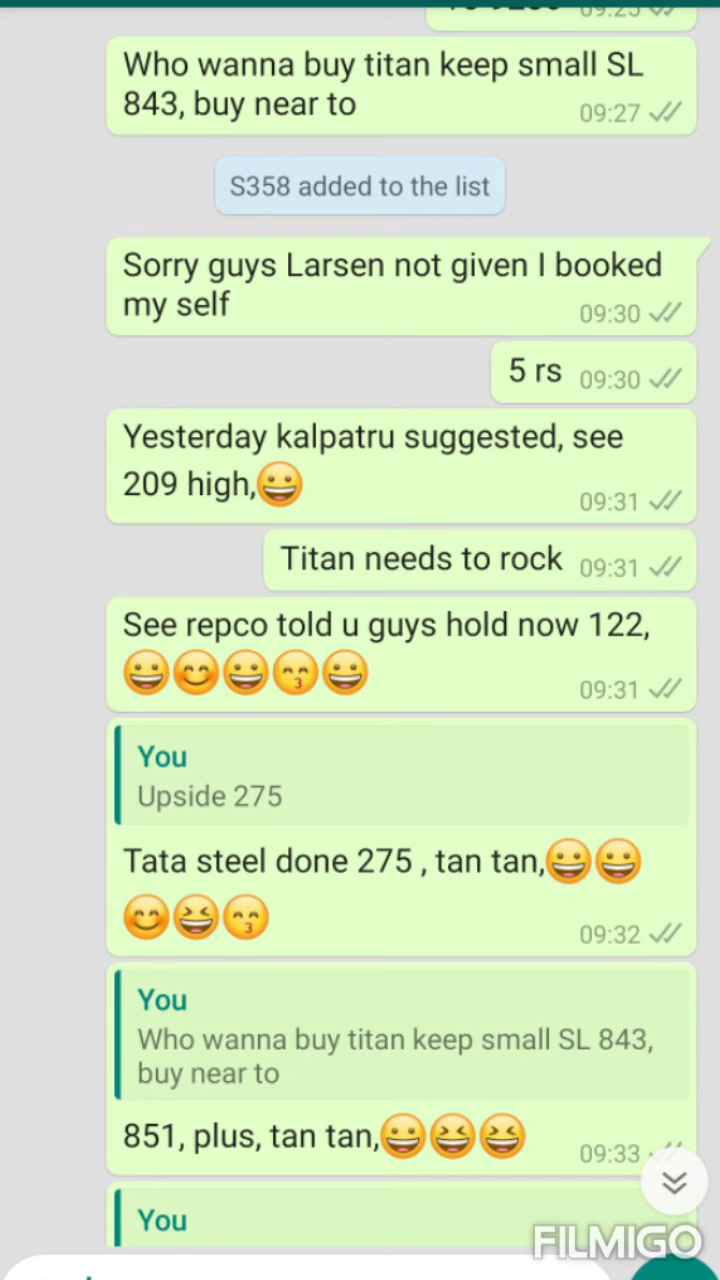 Who wanna buy titan keep small SL
843, buy near to
09:27
S358 added to the list
Sorry guys Larsen not given I booked
my self
09:30
5 rs 09:30
Yesterday kalpatru suggested, see
209 high,😀
09:31
Titan needs to rock 09:31
See repco told u guys hold now 122,
😀😊😀😙😀
09:31
You
Upside 275
Tata steel done 275 , tan tan,😀😀
😊😆😙
09:32
You
Who wanna buy titan keep small SL 843,
buy near to
851, plus, tan tan,😀😆😆
09:33
You
FILMIGO